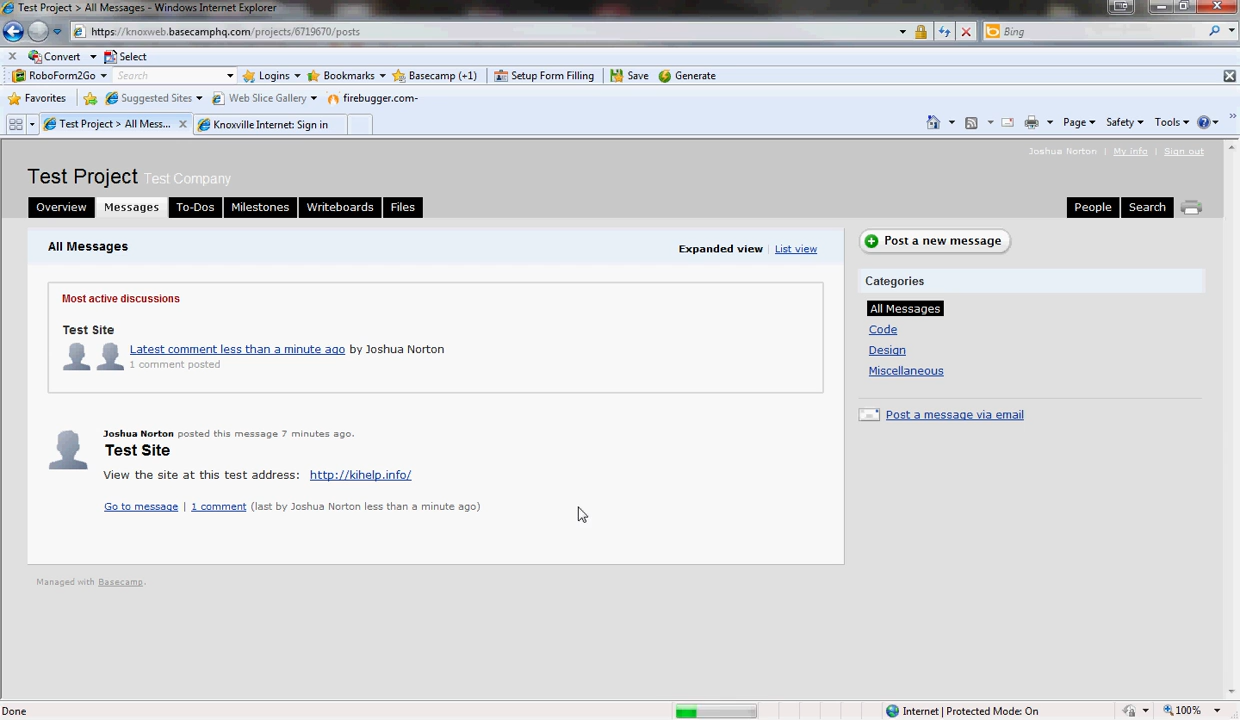 Test Project > All Messages - Windows Internet Explorer
https://knoxweb.basecamphq.com/projects/6719670/posts
Bing
Convert Select
RoboForm2Go Search Logins Bookmarks Basecamp (+1) Setup Form Filling Save Generate
Favorites Suggested Sites Web Slice Gallery firebugger.com-
Test Project > All Mess... Knoxville Internet: Sign in Page Safety Tools
Joshua Norton | My info | Sign out
Test Project Test Company
Overview Messages To-Dos Milestones Writeboards Files People Search
All Messages
Expanded view | List view
Post a new message
Most active discussions
Test Site
Latest comment less than a minute ago by Joshua Norton
1 comment posted
Joshua Norton posted this message 7 minutes ago.
Test Site
View the site at this test address: http://kihelp.info/
Go to message | 1 comment (last by Joshua Norton less than a minute ago)
Categories
All Messages
Code
Design
Miscellaneous
Post a message via email
Managed with Basecamp.
Done Internet | Protected Mode: On 100%